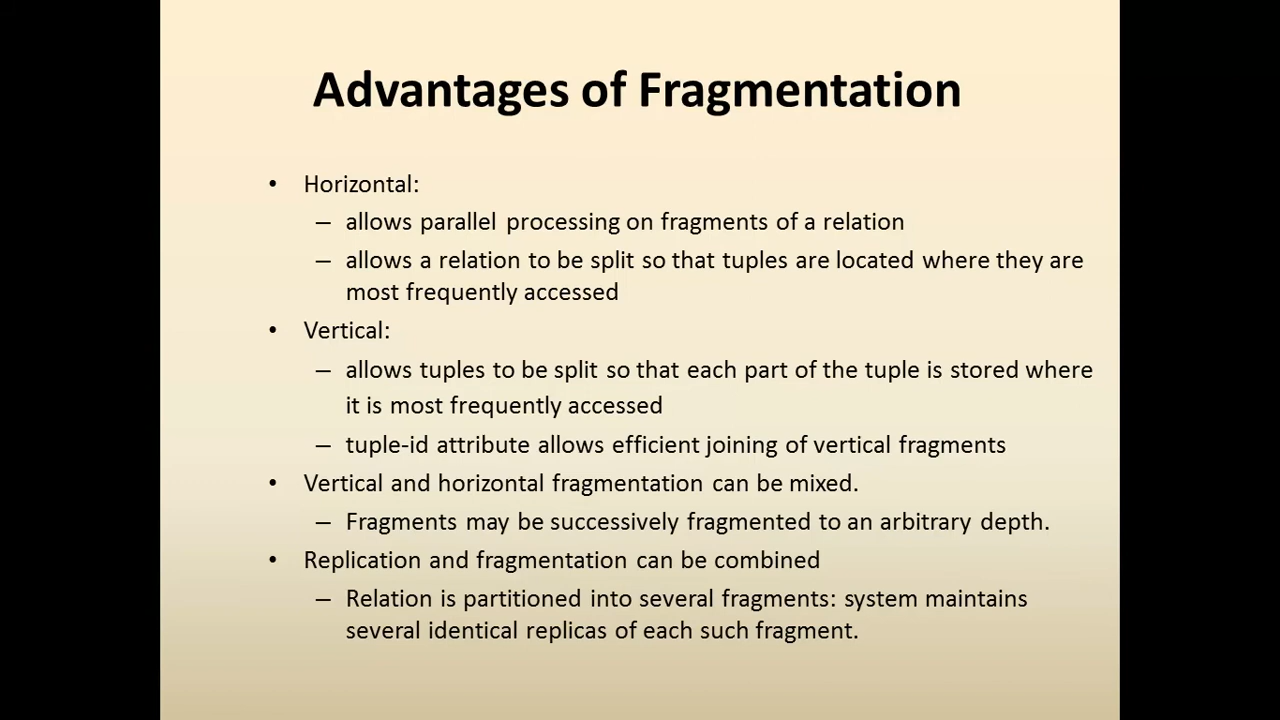 Advantages of Fragmentation
• Horizontal:
– allows parallel processing on fragments of a relation
– allows a relation to be split so that tuples are located where they are
most frequently accessed
• Vertical:
– allows tuples to be split so that each part of the tuple is stored where
it is most frequently accessed
– tuple-id attribute allows efficient joining of vertical fragments
• Vertical and horizontal fragmentation can be mixed.
– Fragments may be successively fragmented to an arbitrary depth.
• Replication and fragmentation can be combined
– Relation is partitioned into several fragments: system maintains
several identical replicas of each such fragment.